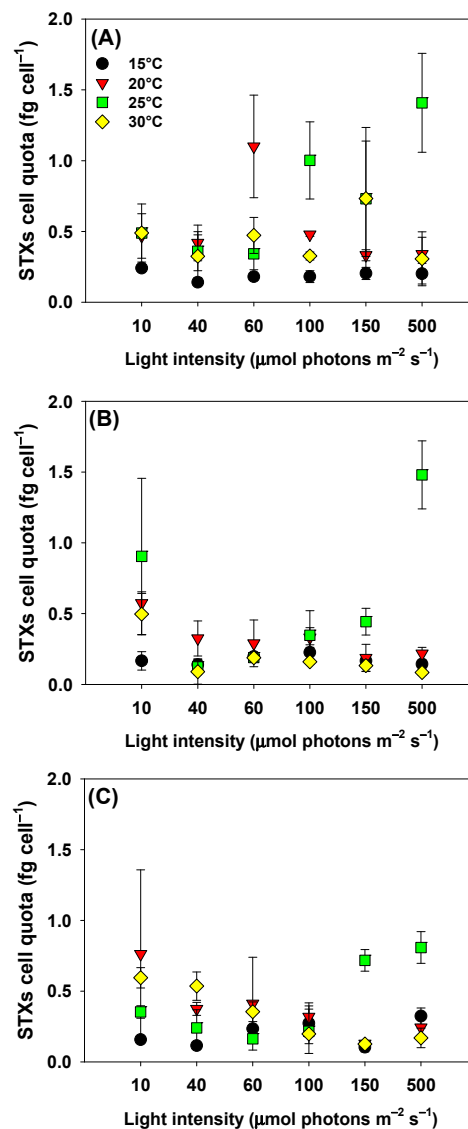 (A)
15°C
20°C
25°C
30°C
STXs cell quota (fg cell⁻¹)
2.0
1.5
1.0
0.5
0.0
10 40 60 100 150 500
Light intensity (μmol photons m⁻² s⁻¹)
(B)
STXs cell quota (fg cell⁻¹)
2.0
1.5
1.0
0.5
0.0
10 40 60 100 150 500
Light intensity (μmol photons m⁻² s⁻¹)
(C)
STXs cell quota (fg cell⁻¹)
2.0
1.5
1.0
0.5
0.0
10 40 60 100 150 500
Light intensity (μmol photons m⁻² s⁻¹)